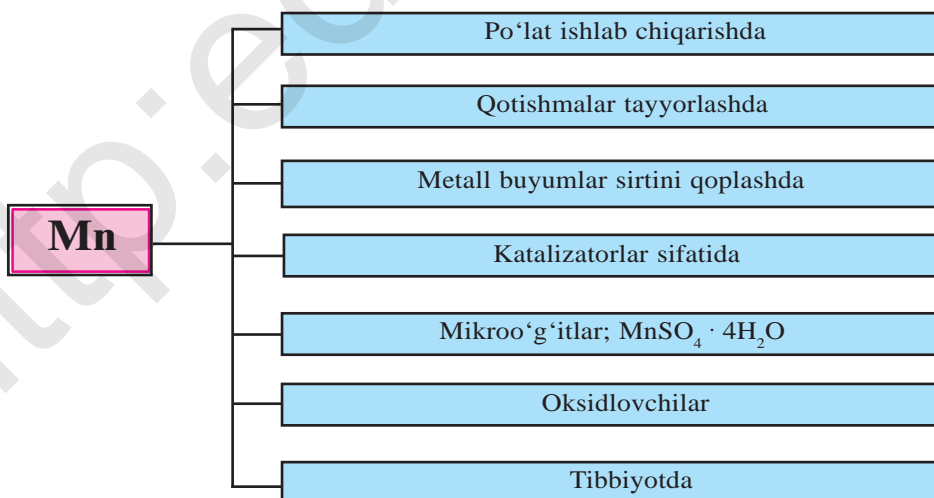 Po‘lat ishlab chiqarishda
Qotishmalar tayyorlashda
Metall buyumlar sirtini qoplashda
Mn
Katalizatorlar sifatida
Mikroo‘g‘itlar; MnSO₄ · 4H₂O
Oksidlovchilar
Tibbiyotda